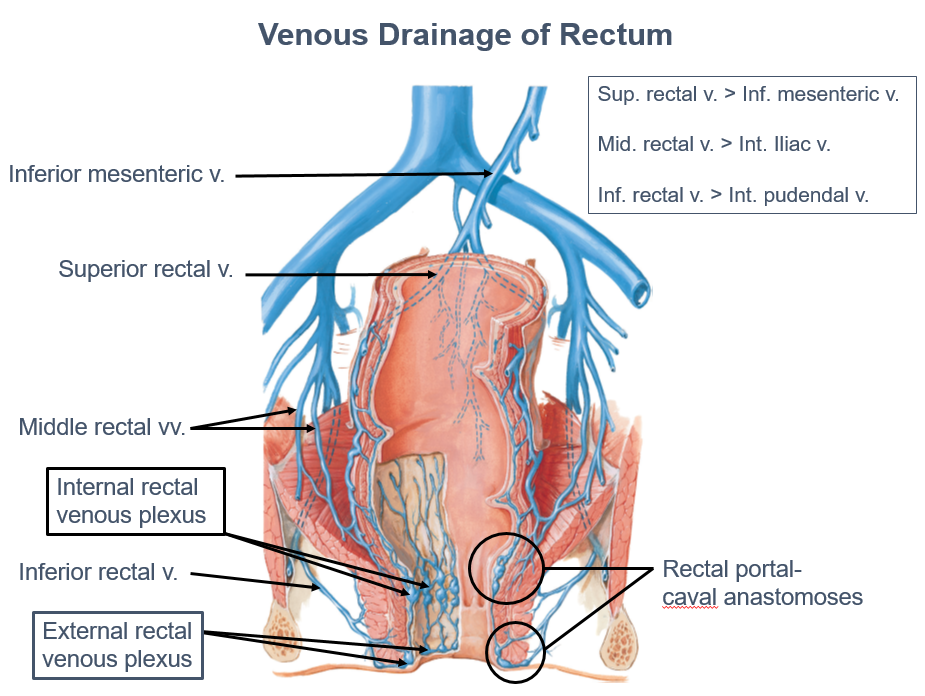 Venous Drainage of Rectum
Sup. rectal v. > Inf. mesenteric v.
Mid. rectal v. > Int. Iliac v.
Inf. rectal v. > Int. pudendal v.
Inferior mesenteric v.
Superior rectal v.
Middle rectal vv.
Internal rectal
venous plexus
Inferior rectal v.
External rectal
venous plexus
Rectal portal-
caval anastomoses